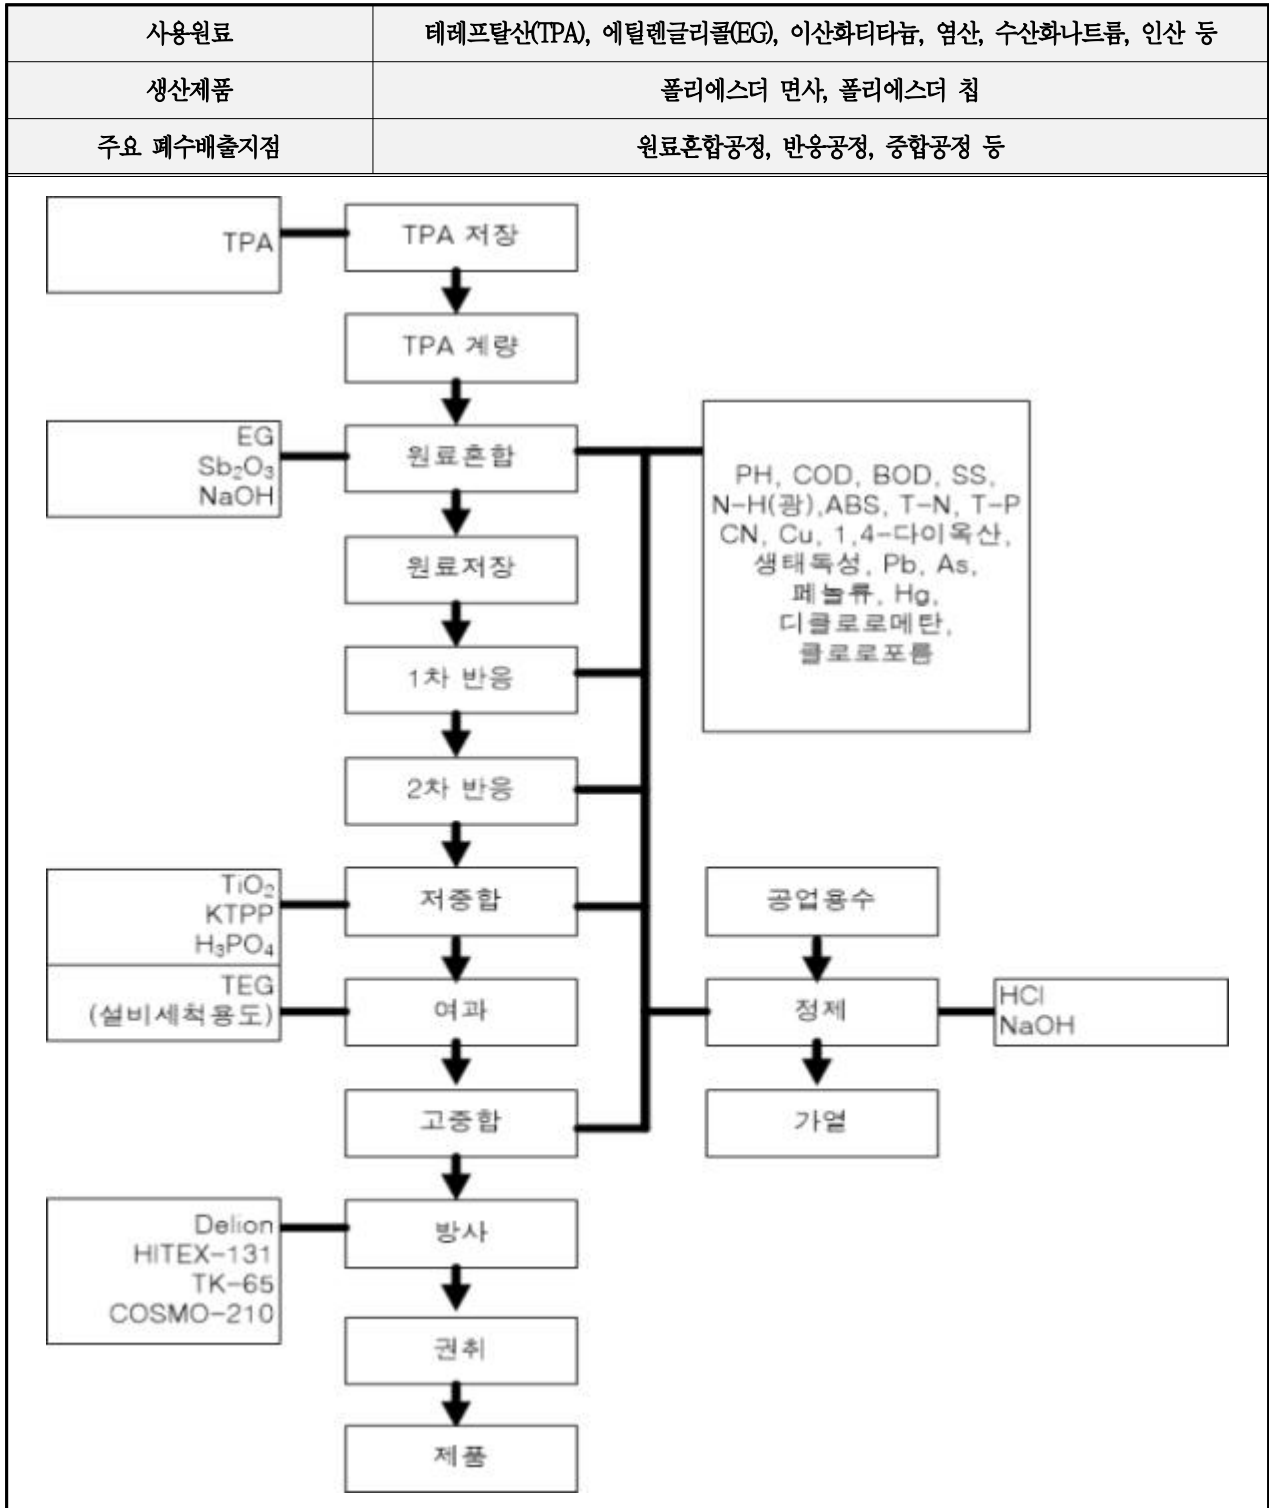 사용원료
테레프탈산(TPA), 에틸렌글리콜(EG), 이산화티타늄, 염산, 수산화나트륨, 인산 등
생산제품
폴리에스더 면사, 폴리에스더 칩
주요 폐수배출지점
원료혼합공정, 반응공정, 중합공정 등
TPA
TPA 저장
TPA 계량
EG
Sb₂O₃
NaOH
원료혼합
PH, COD, BOD, SS,
N-H(광),ABS, T-N, T-P
CN, Cu, 1,4-다이옥산,
생태독성, Pb, As,
페놀류, Hg,
디클로로메탄,
클로로포름
원료저장
1차 반응
2차 반응
TiO₂
KTPP
H₃PO₄
저중합
공업용수
TEG
(설비세척용도)
여과
정제
HCl
NaOH
고중합
가열
Delion
HITEX-131
TK-65
COSMO-210
방사
권취
제품